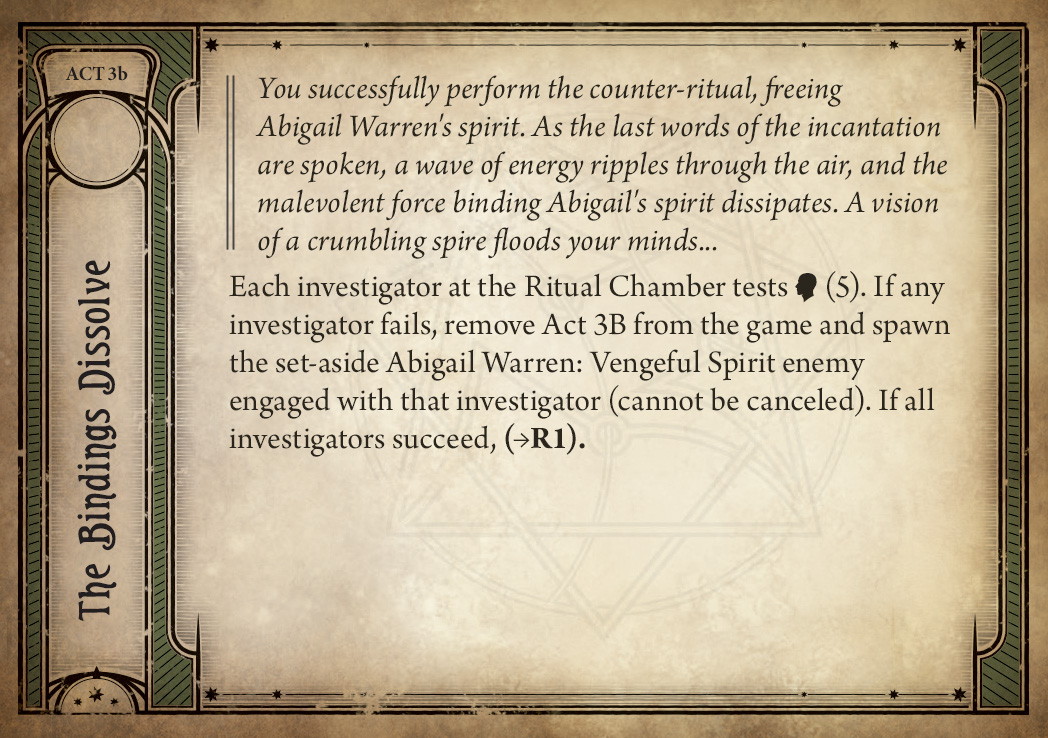 ACT 3b
The Bindings Dissolve
You successfully perform the counter-ritual, freeing
Abigail Warren's spirit. As the last words of the incantation
are spoken, a wave of energy ripples through the air, and the
malevolent force binding Abigail's spirit dissipates. A vision
of a crumbling spire floods your minds...
Each investigator at the Ritual Chamber tests (5). If any
investigator fails, remove Act 3B from the game and spawn
the set-aside Abigail Warren: Vengeful Spirit enemy
engaged with that investigator (cannot be canceled). If all
investigators succeed, (→R1).